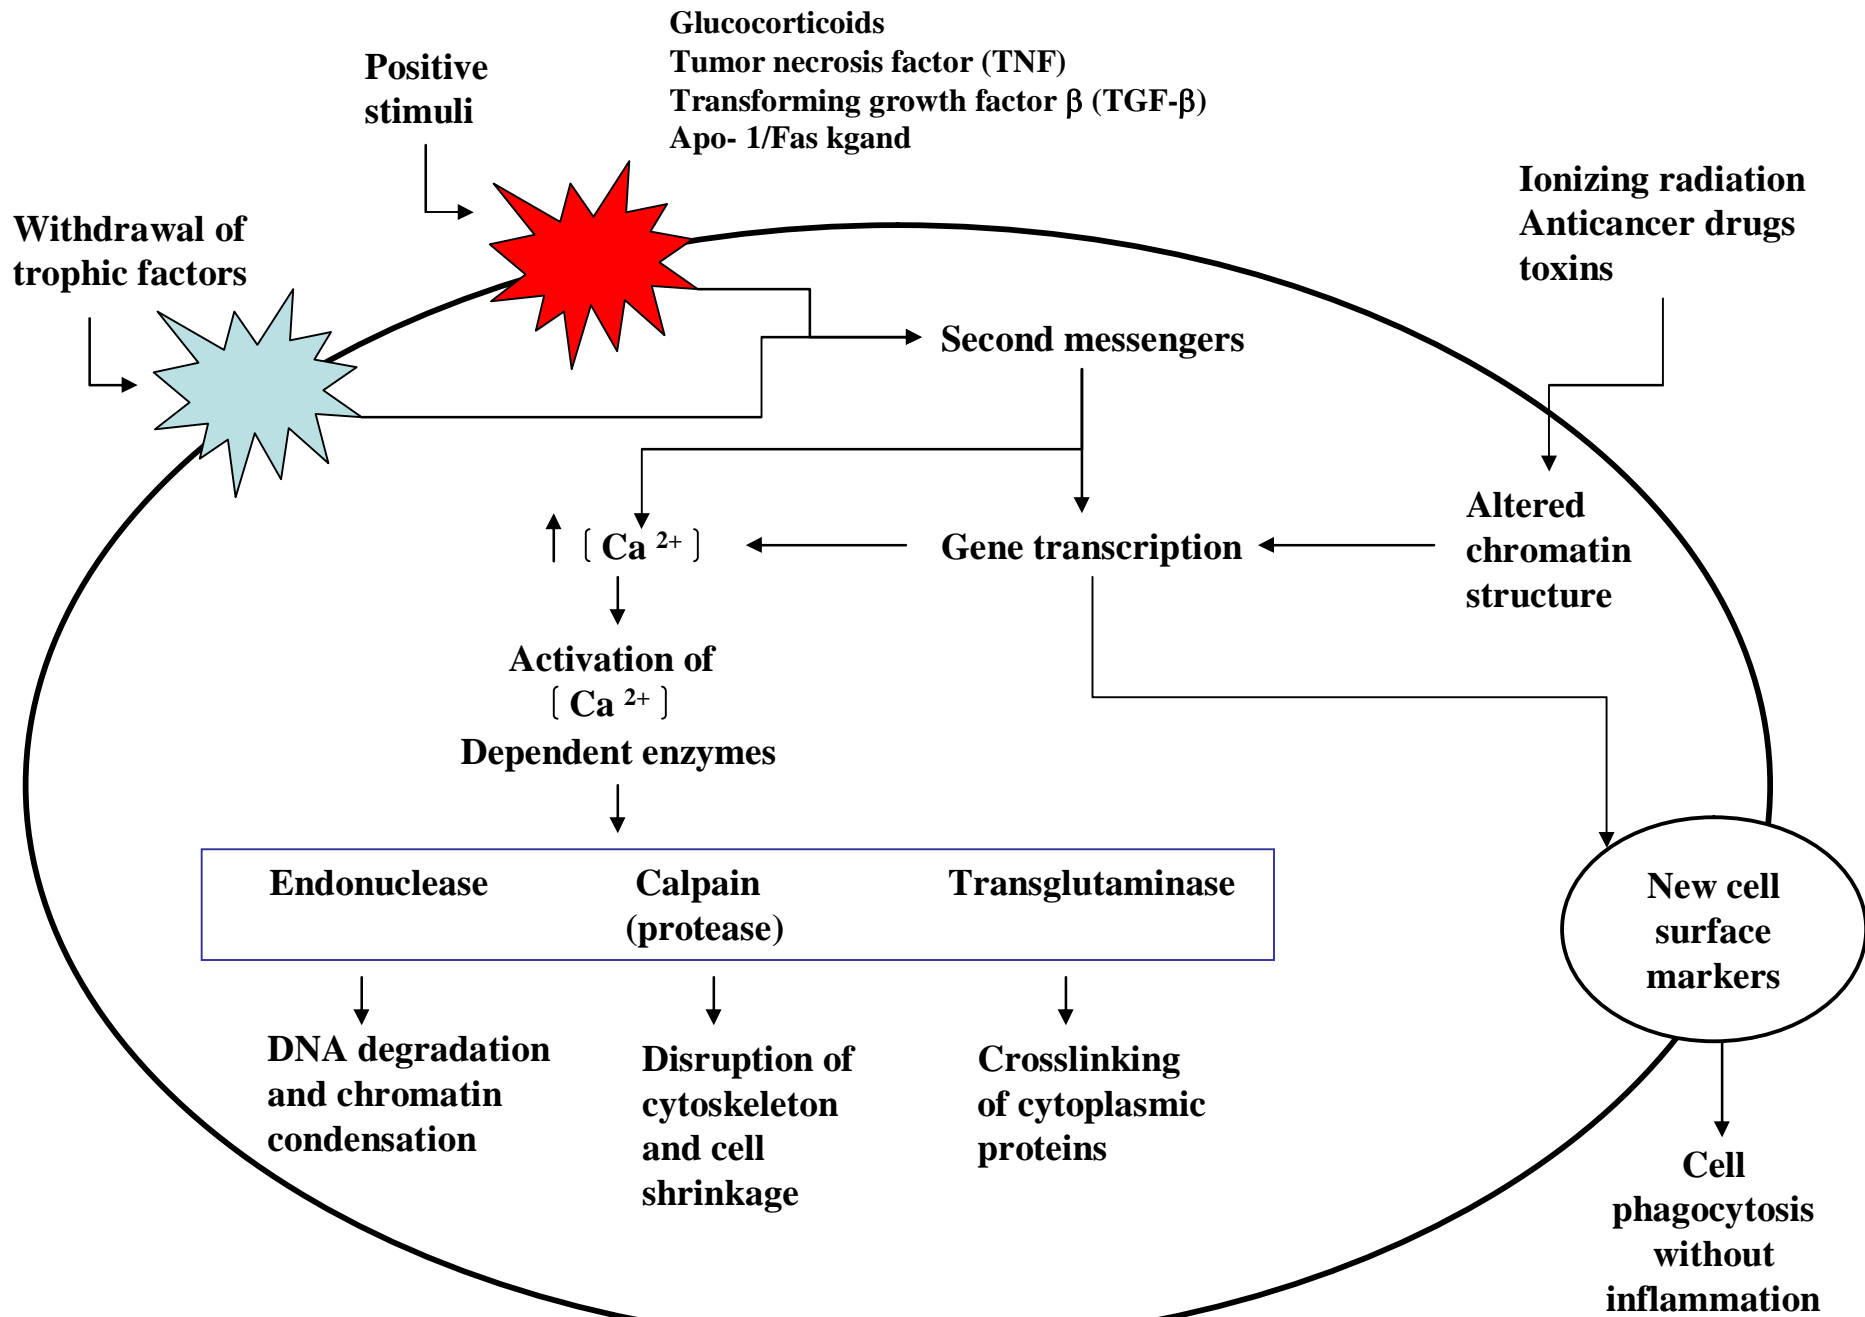 Glucocorticoids
Tumor necrosis factor (TNF)
Transforming growth factor β (TGF-β)
Apo- 1/Fas kgand
Positive
stimuli
Withdrawal of
trophic factors
Ionizing radiation
Anticancer drugs
toxins
Second messengers
↑ [ Ca ²⁺ ]
Gene transcription
Altered
chromatin
structure
Activation of
[ Ca ²⁺ ]
Dependent enzymes
Endonuclease
Calpain
(protease)
Transglutaminase
New cell
surface
markers
DNA degradation
and chromatin
condensation
Disruption of
cytoskeleton
and cell
shrinkage
Crosslinking
of cytoplasmic
proteins
Cell
phagocytosis
without
inflammation